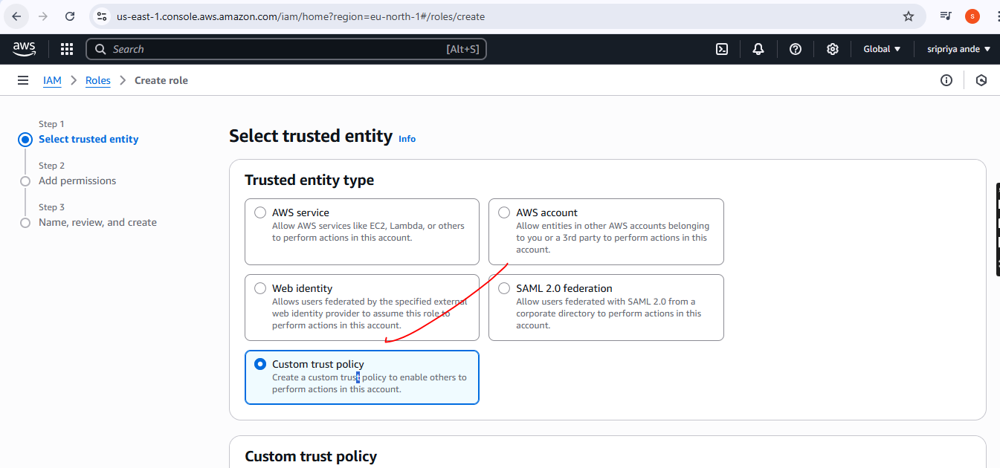 us-east-1.console.aws.amazon.com/iam/home?region=eu-north-1#/roles/create
s
aws
Search
[Alt+S]
Global
sripriya ande
IAM
Roles
Create role
Step 1
Select trusted entity
Step 2
Add permissions
Step 3
Name, review, and create
Select trusted entity
Info
Trusted entity type
AWS service
Allow AWS services like EC2, Lambda, or others
to perform actions in this account.
AWS account
Allow entities in other AWS accounts belonging
to you or a 3rd party to perform actions in this
account.
Web identity
Allows users federated by the specified external
web identity provider to assume this role to
perform actions in this account.
SAML 2.0 federation
Allow users federated with SAML 2.0 from a
corporate directory to perform actions in this
account.
Custom trust policy
Create a custom trust policy to enable others to
perform actions in this account.
Custom trust policy